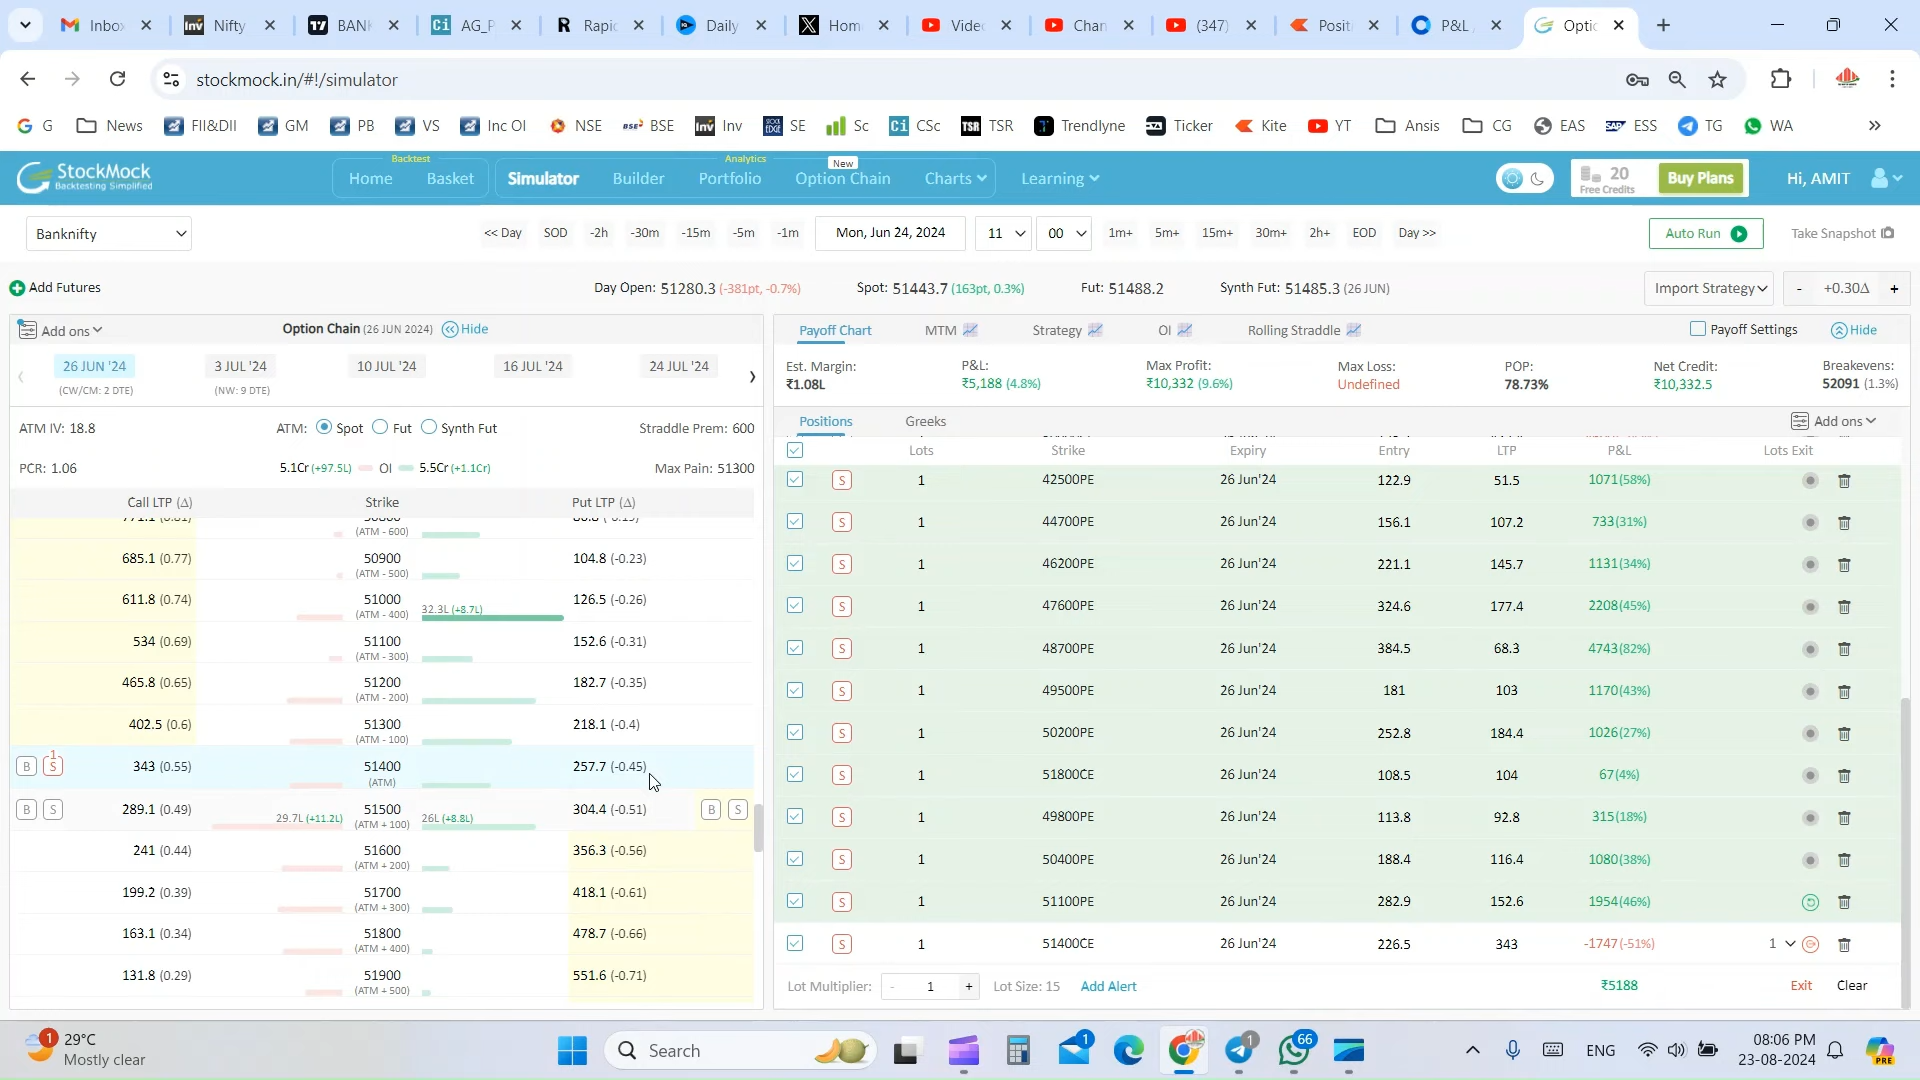 Inbo
Nifty
BANK
AG_P
Rapid
Daily
Hom
Vide
Chan
(347)
Posit
P&L
Optio
stockmock.in/#!/simulator
G News FII&DII GM PB VS Inc OI NSE BSE Inv SE Sc CSc TSR Trendlyne Ticker Kite YT Ansis CG EAS ESS TG WA
StockMock
Backtesting Simplified
Backtest
Home Basket
Analytics
Simulator Builder Portfolio
New
Option Chain Charts Learning
20
Free Credits
Buy Plans
Hi, AMIT
Banknifty
<< Day SOD -2h -30m -15m -5m -1m Mon, Jun 24, 2024 11 00 1m+ 5m+ 15m+ 30m+ 2h+ EOD Day >>
Auto Run
Take Snapshot
Add Futures
Day Open: 51280.3 (-381pt, -0.7%) Spot: 51443.7 (163pt, 0.3%) Fut: 51488.2 Synth Fut: 51485.3 (26 JUN)
Import Strategy
- +0.30Δ +
Add ons
Option Chain (26 JUN 2024) Hide
26 JUN '24 3 JUL '24 10 JUL '24 16 JUL '24 24 JUL '24
(CW/CM: 2 DTE) (NW: 9 DTE)
ATM IV: 18.8 ATM: Spot Fut Synth Fut Straddle Prem: 600
PCR: 1.06 5.1Cr (+97.5L) OI 5.5Cr (+1.1Cr) Max Pain: 51300
Call LTP (Δ) Strike Put LTP (Δ)
(ATM - 600)
685.1 (0.77) 50900 104.8 (-0.23)
(ATM - 500)
611.8 (0.74) 51000 126.5 (-0.26)
(ATM - 400) 32.3L (+8.7L)
534 (0.69) 51100 152.6 (-0.31)
(ATM - 300)
465.8 (0.65) 51200 182.7 (-0.35)
(ATM - 200)
402.5 (0.6) 51300 218.1 (-0.4)
(ATM - 100)
1
B S 343 (0.55) 51400 257.7 (-0.45)
(ATM)
B S 289.1 (0.49) 51500 304.4 (-0.51) B S
29.7L (+11.2L) (ATM + 100) 26L (+8.8L)
241 (0.44) 51600 356.3 (-0.56)
(ATM + 200)
199.2 (0.39) 51700 418.1 (-0.61)
(ATM + 300)
163.1 (0.34) 51800 478.7 (-0.66)
(ATM + 400)
131.8 (0.29) 51900 551.6 (-0.71)
(ATM + 500)
Payoff Chart MTM Strategy OI Rolling Straddle Payoff Settings Hide
Est. Margin: P&L: Max Profit: Max Loss: POP: Net Credit: Breakevens:
₹1.08L ₹5,188 (4.8%) ₹10,332 (9.6%) Undefined 78.73% ₹10,332.5 52091 (1.3%)
Positions Greeks Add ons
Lots Strike Expiry Entry LTP P&L Lots Exit
S 1 42500PE 26 Jun'24 122.9 51.5 1071(58%)
S 1 44700PE 26 Jun'24 156.1 107.2 733(31%)
S 1 46200PE 26 Jun'24 221.1 145.7 1131(34%)
S 1 47600PE 26 Jun'24 324.6 177.4 2208(45%)
S 1 48700PE 26 Jun'24 384.5 68.3 4743(82%)
S 1 49500PE 26 Jun'24 181 103 1170(43%)
S 1 50200PE 26 Jun'24 252.8 184.4 1026(27%)
S 1 51800CE 26 Jun'24 108.5 104 67(4%)
S 1 49800PE 26 Jun'24 113.8 92.8 315(18%)
S 1 50400PE 26 Jun'24 188.4 116.4 1080(38%)
S 1 51100PE 26 Jun'24 282.9 152.6 1954(46%)
S 1 51400CE 26 Jun'24 226.5 343 -1747(-51%) 1
Lot Multiplier: - 1 + Lot Size: 15 Add Alert ₹5188 Exit Clear
1
29°C
Mostly clear
Search
1
1
66
ENG
08:06 PM
23-08-2024
PRE